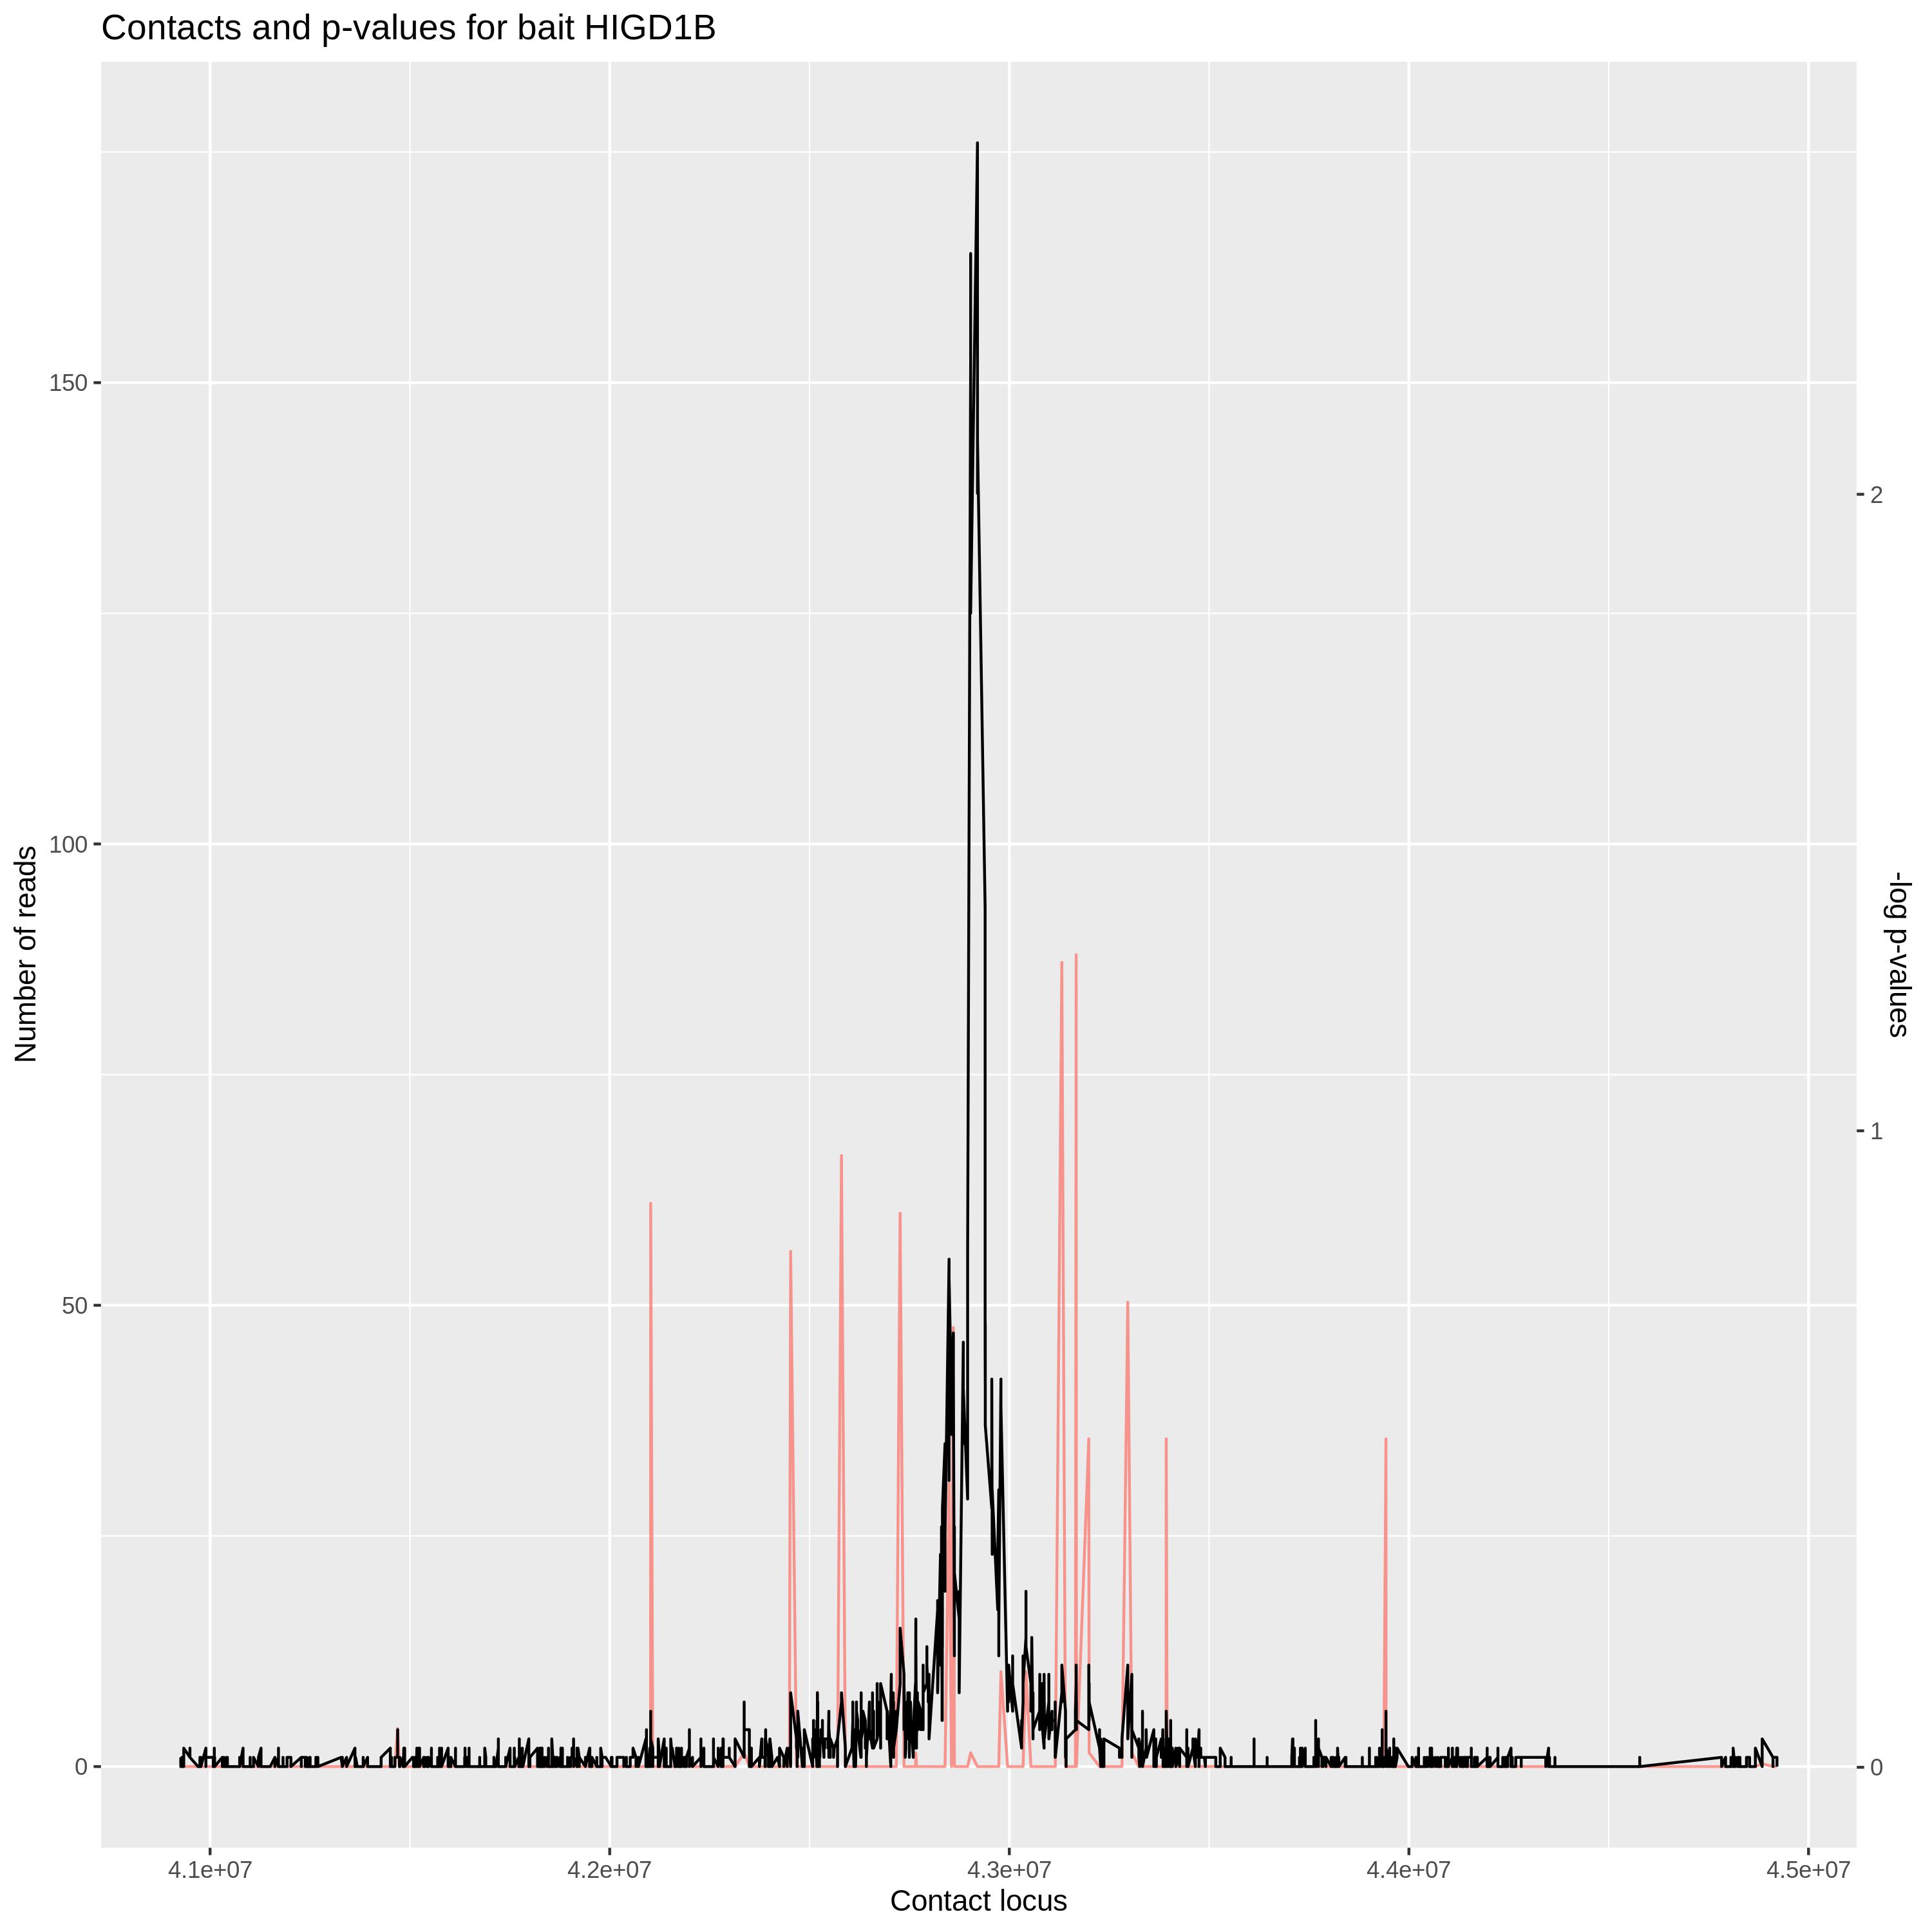 Contacts and p-values for bait HIGD1B
150
100
50
0
Number of reads
2
1
0
-log p-values
4.1e+07
4.2e+07
4.3e+07
4.4e+07
4.5e+07
Contact locus